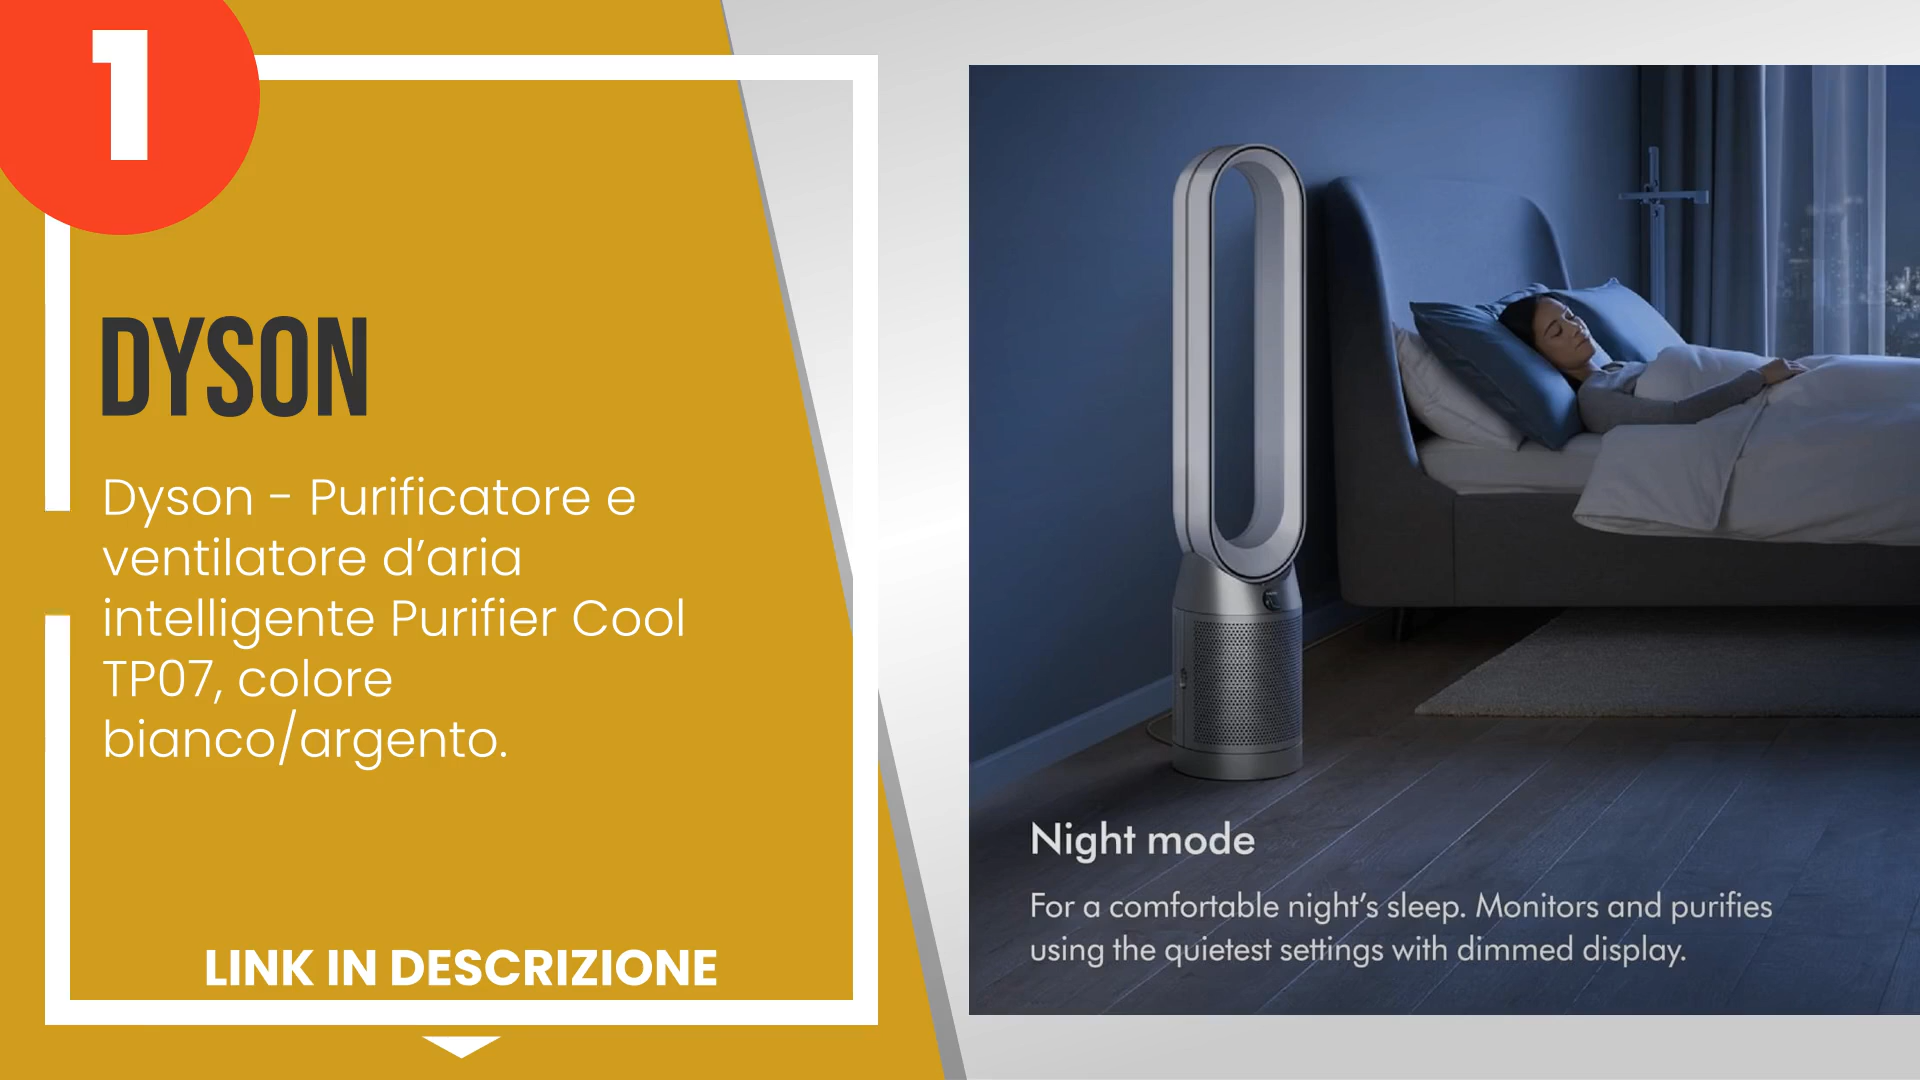 1
DYSON
Dyson - Purificatore e
ventilatore d’aria
intelligente Purifier Cool
TP07, colore
bianco/argento.
LINK IN DESCRIZIONE
Night mode
For a comfortable night’s sleep. Monitors and purifies
using the quietest settings with dimmed display.